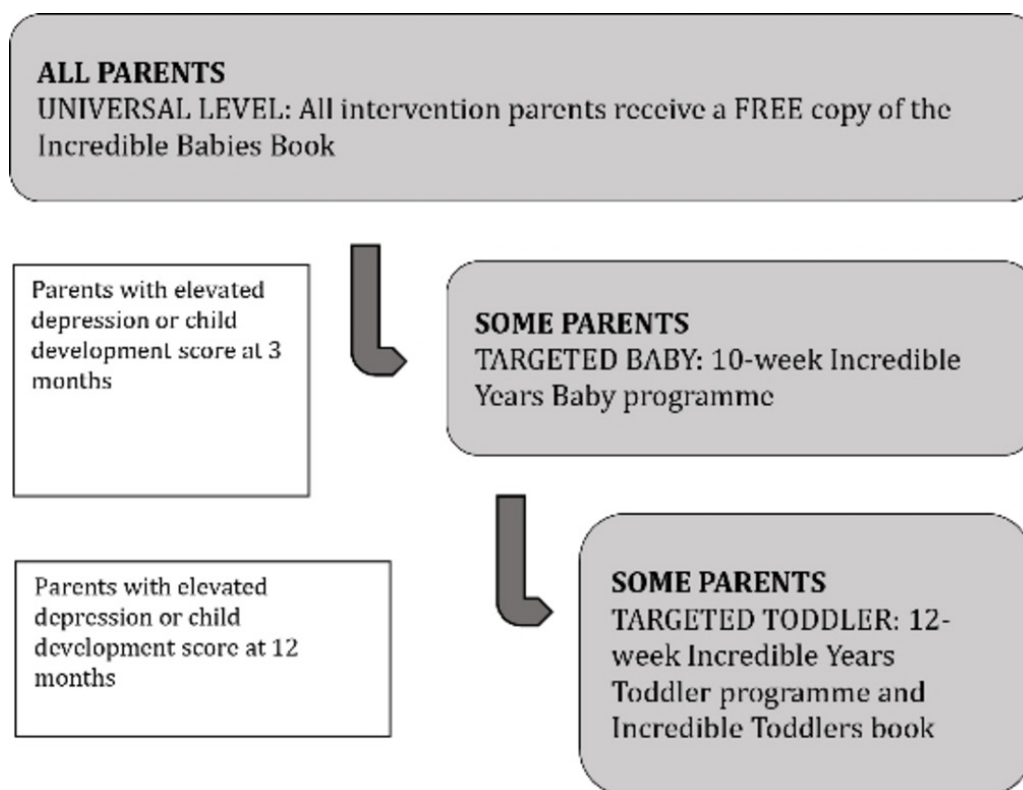 ALL PARENTS
UNIVERSAL LEVEL: All intervention parents receive a FREE copy of the
Incredible Babies Book
Parents with elevated
depression or child
development score at 3
months
SOME PARENTS
TARGETED BABY: 10-week Incredible
Years Baby programme
Parents with elevated
depression or child
development score at 12
months
SOME PARENTS
TARGETED TODDLER: 12-
week Incredible Years
Toddler programme and
Incredible Toddlers book